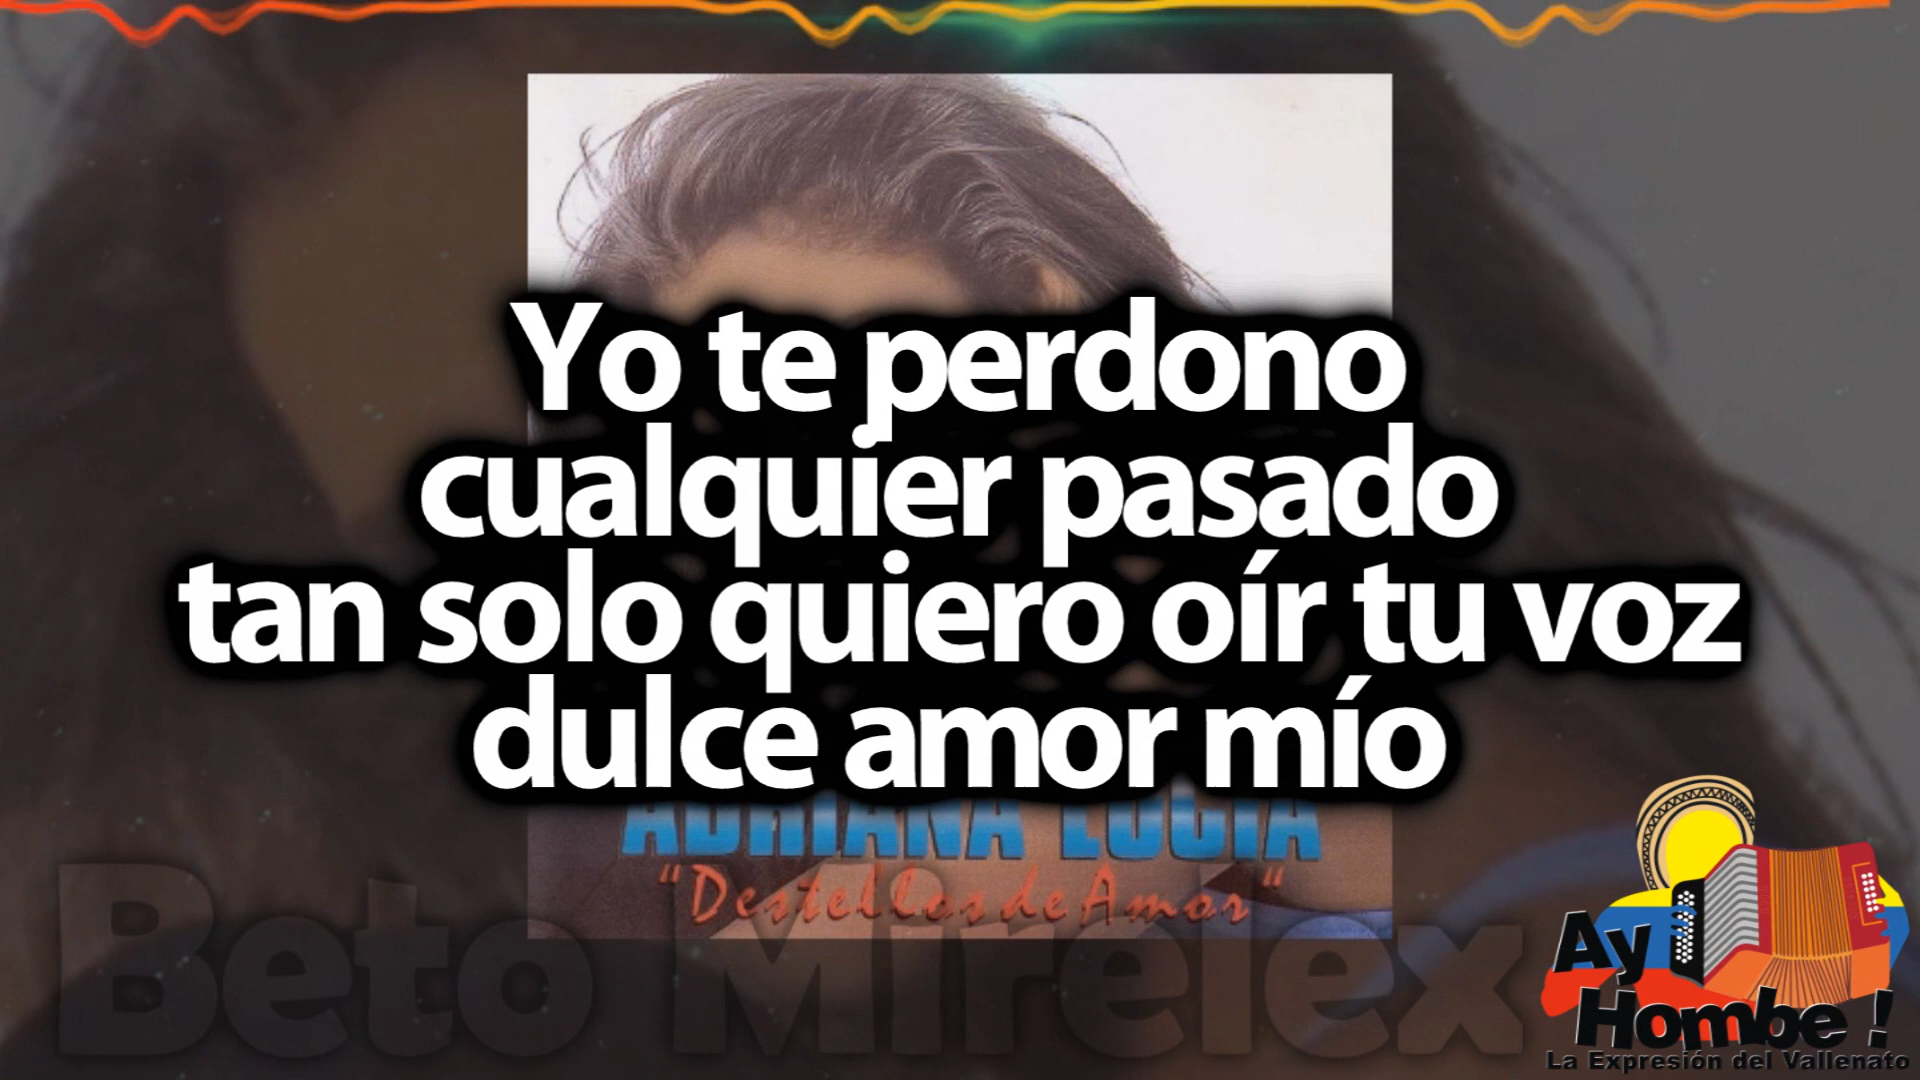 Yo te perdono
cualquier pasado
tan solo quiero oír tu voz
dulce amor mío
ADRIANA LUCIA
"Destellos de Amor"
Beto Mirelex
Ay
Hombe !
La Expresión del Vallenato